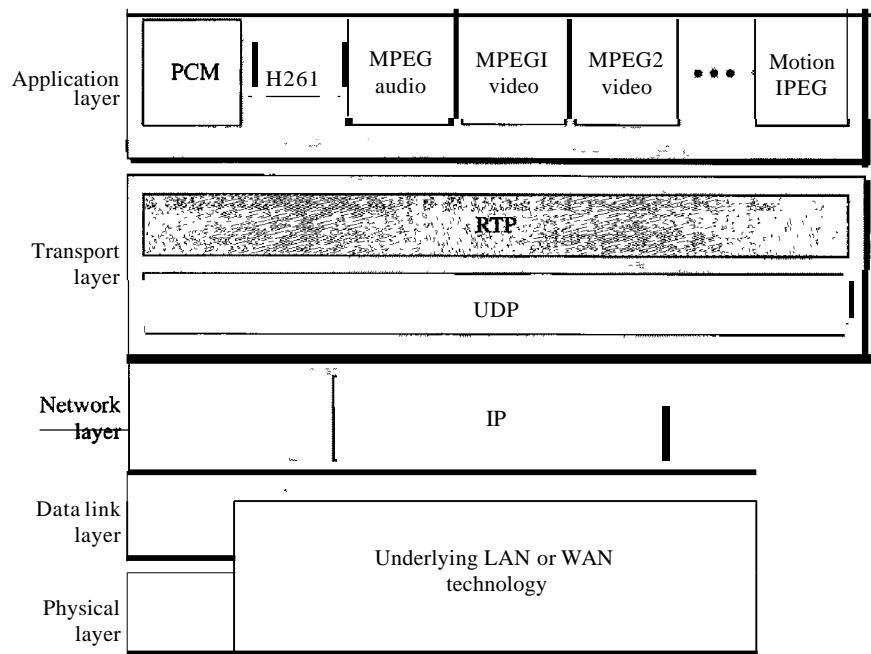 Application
layer
PCM
H261
MPEG
audio
MPEGI
video
MPEG2
video
•••
Motion
IPEG
Transport
layer
RTP
UDP
Network
layer
IP
Data link
layer
Underlying LAN or WAN
technology
Physical
layer